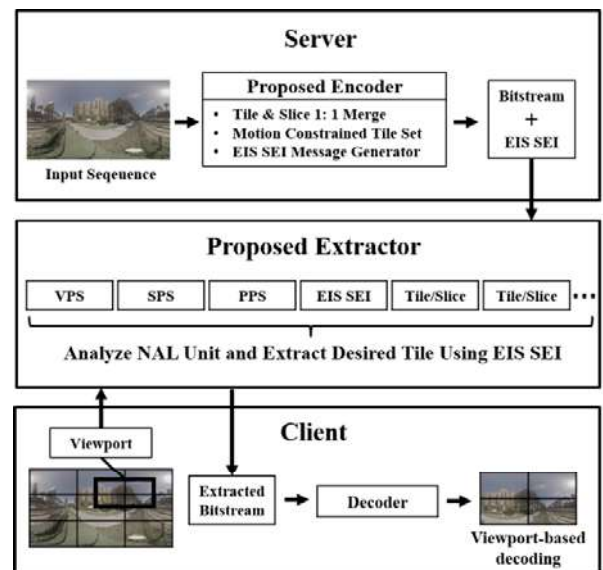 Server
Proposed Encoder
• Tile & Slice 1: 1 Merge
• Motion Constrained Tile Set
• EIS SEI Message Generator
Bitstream
+
EIS SEI
Input Seqeuence
Proposed Extractor
VPS SPS PPS EIS SEI Tile/Slice Tile/Slice ...
Analyze NAL Unit and Extract Desired Tile Using EIS SEI
Client
Viewport
Extracted
Bitstream
Decoder
Viewport-based
decoding